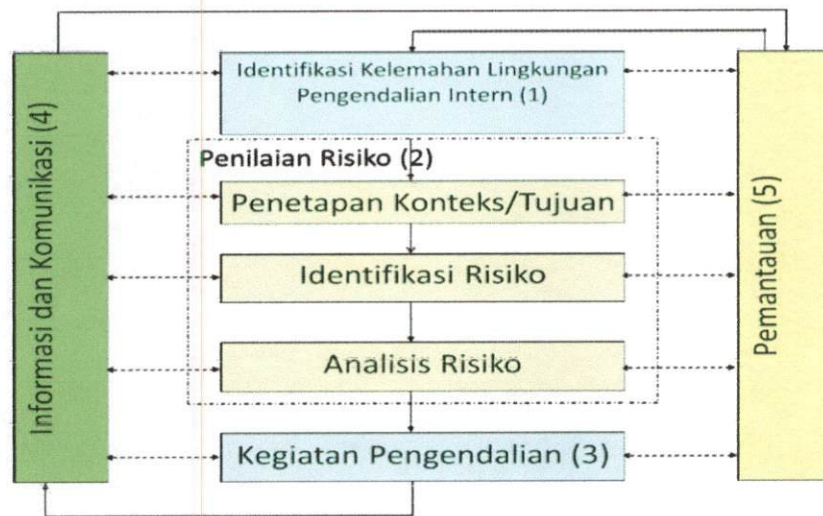 Identifikasi Kelemahan Lingkungan
Pengendalian Intern (1)
Penilaian Risiko (2)
Penetapan Konteks/Tujuan
Identifikasi Risiko
Analisis Risiko
Kegiatan Pengendalian (3)
Informasi dan Komunikasi (4)
Pemantauan (5)